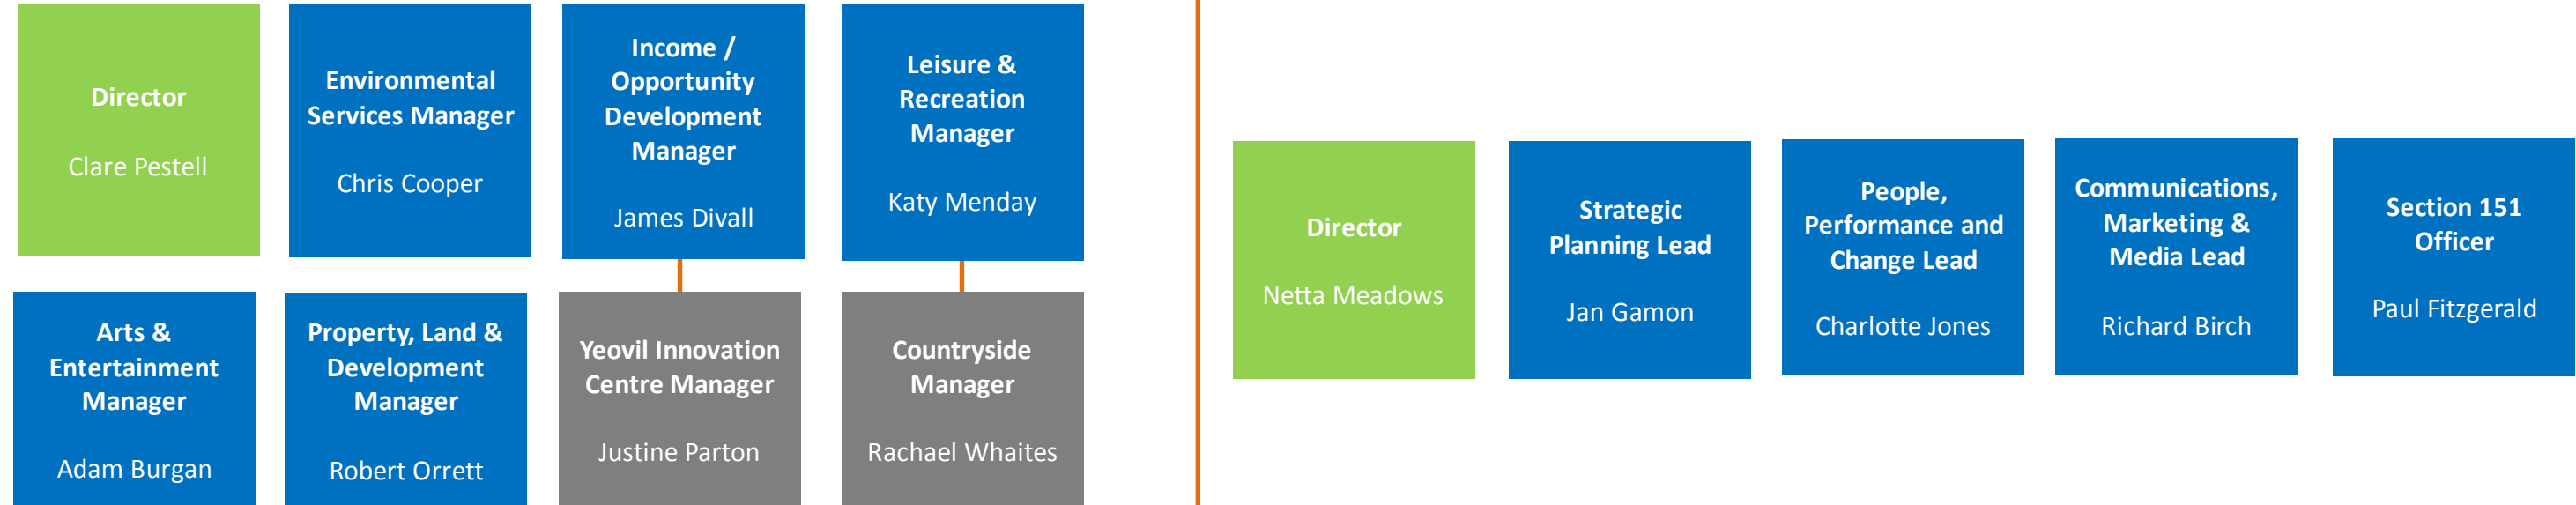 Director
Clare Pestell
Environmental
Services Manager
Chris Cooper
Income /
Opportunity
Development
Manager
James Divall
Leisure &
Recreation
Manager
Katy Menday
Arts &
Entertainment
Manager
Adam Burgan
Property, Land &
Development
Manager
Robert Orrett
Yeovil Innovation
Centre Manager
Justine Parton
Countryside
Manager
Rachael Whaites
Director
Netta Meadows
Strategic
Planning Lead
Jan Gamon
People,
Performance and
Change Lead
Charlotte Jones
Communications,
Marketing &
Media Lead
Richard Birch
Section 151
Officer
Paul Fitzgerald